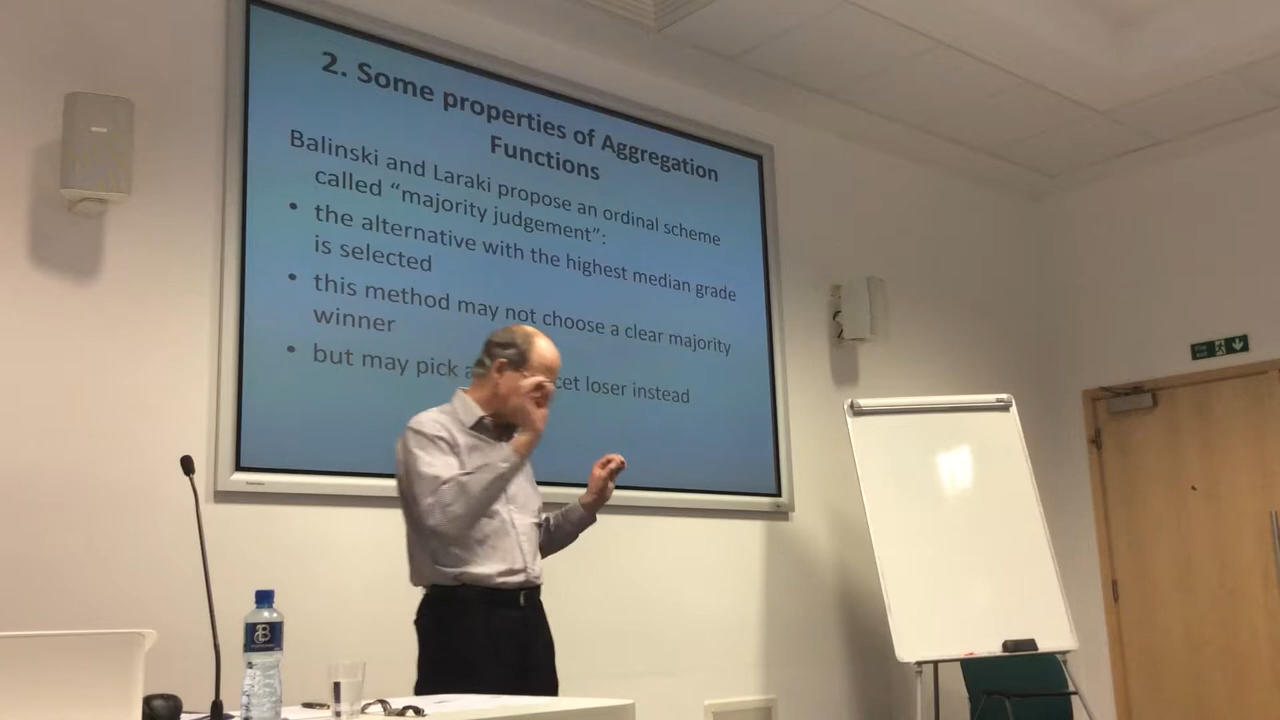 2. Some properties of Aggregation
Functions
Balinski and Laraki propose an ordinal scheme
called “majority judgement”:
• the alternative with the highest median grade
is selected
• this method may not choose a clear majority
winner
• but may pick a
cet loser instead
B